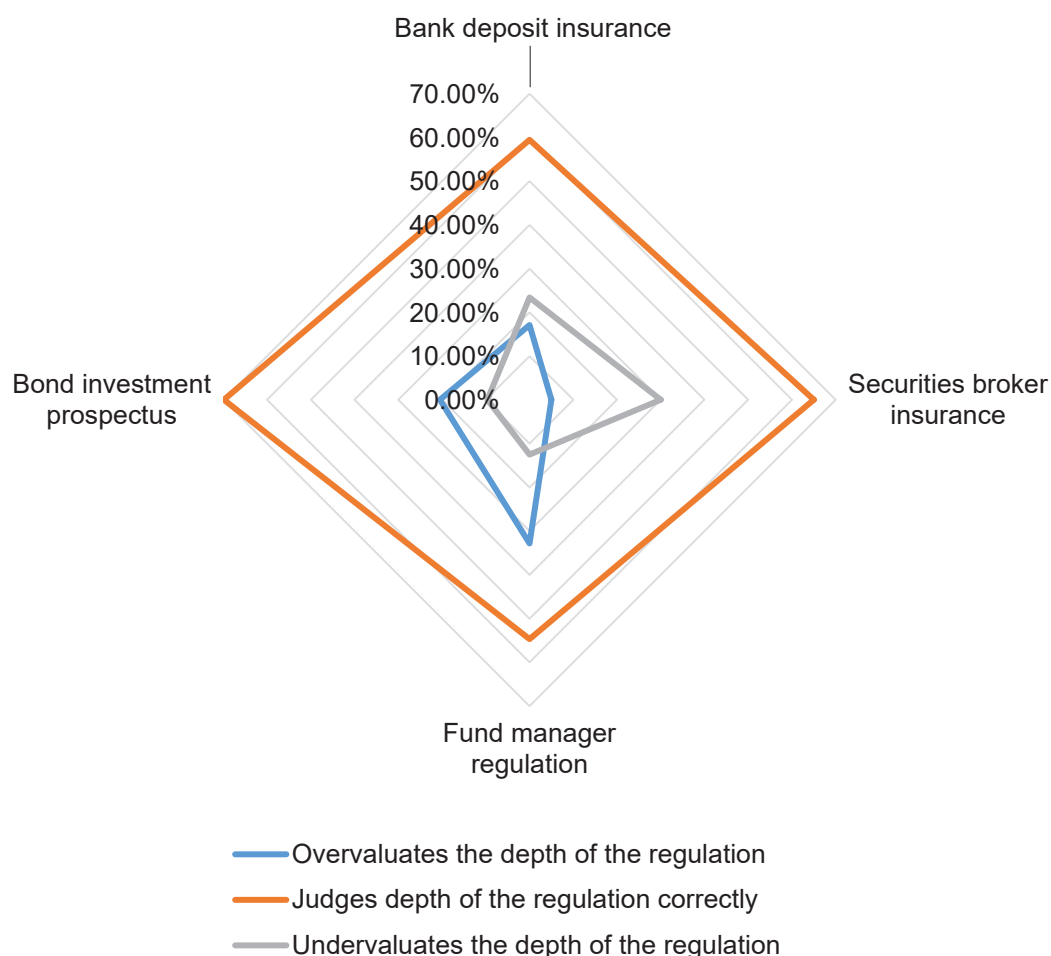 Bank deposit insurance
70.00%
60.00%
50.00%
40.00%
30.00%
20.00%
10.00%
0.00%
Bond investment
prospectus
Securities broker
insurance
Fund manager
regulation
Overvaluates the depth of the regulation
Judges depth of the regulation correctly
Undervaluates the depth of the regulation